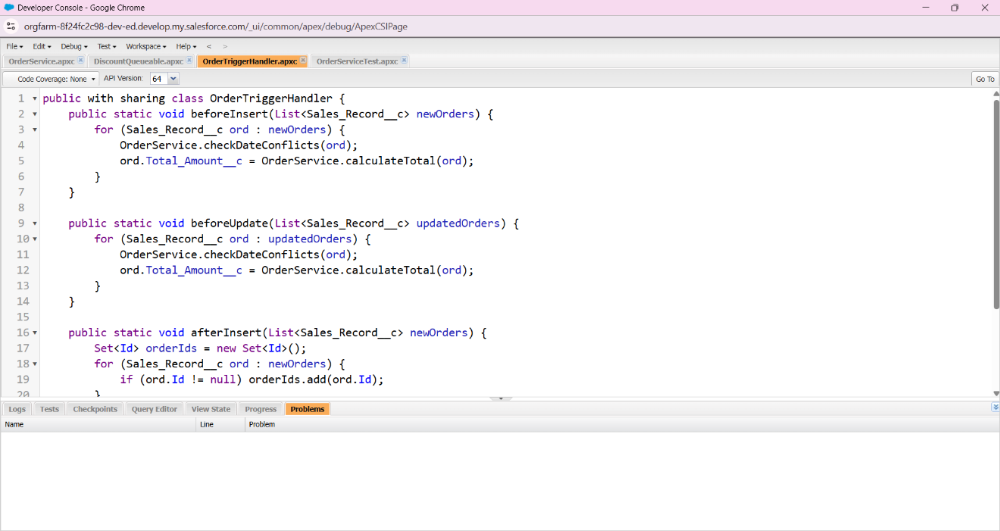 Developer Console - Google Chrome
orgfarm-8f24fc2c98-dev-ed.develop.my.salesforce.com/_ui/common/apex/debug/ApexCSIPage
File Edit Debug Test Workspace Help < >
OrderService.apxc DiscountQueueable.apxc OrderTriggerHandler.apxc OrderServiceTest.apxc
Code Coverage: None API Version: 64 Go To
1 public with sharing class OrderTriggerHandler {
2 public static void beforeInsert(List<Sales_Record__c> newOrders) {
3 for (Sales_Record__c ord : newOrders) {
4 OrderService.checkDateConflicts(ord);
5 ord.Total_Amount__c = OrderService.calculateTotal(ord);
6 }
7 }
8
9 public static void beforeUpdate(List<Sales_Record__c> updatedOrders) {
10 for (Sales_Record__c ord : updatedOrders) {
11 OrderService.checkDateConflicts(ord);
12 ord.Total_Amount__c = OrderService.calculateTotal(ord);
13 }
14 }
15
16 public static void afterInsert(List<Sales_Record__c> newOrders) {
17 Set<Id> orderIds = new Set<Id>();
18 for (Sales_Record__c ord : newOrders) {
19 if (ord.Id != null) orderIds.add(ord.Id);
20 }
Logs Tests Checkpoints Query Editor View State Progress Problems
Name Line Problem